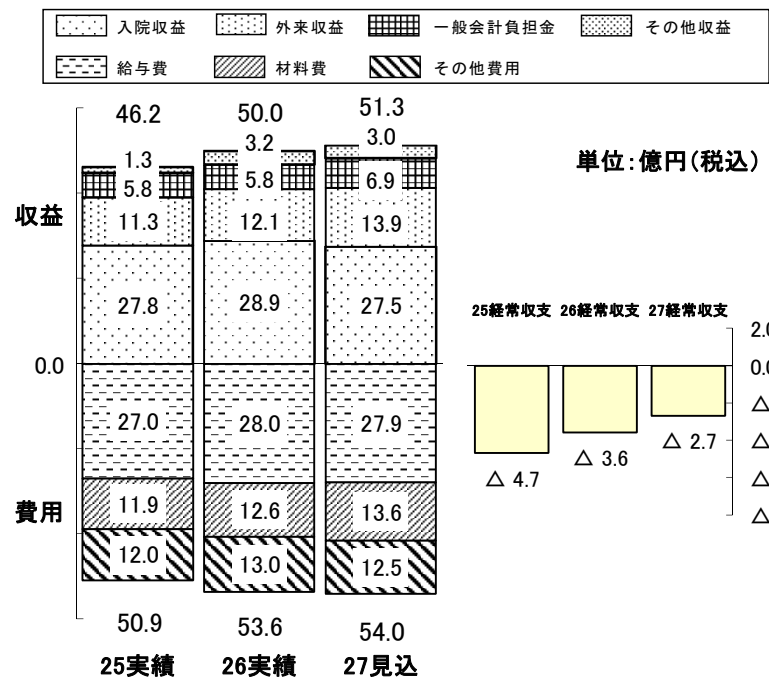 入院収益 外来収益 一般会計負担金 その他収益
給与費 材料費 その他費用
46.2 50.0 51.3
単位：億円（税込）
収益
1.3 3.2 3.0
5.8 5.8 6.9
11.3 12.1 13.9
27.8 28.9 27.5
0.0
27.0 28.0 27.9
費用
11.9 12.6 13.6
12.0 13.0 12.5
50.9 53.6 54.0
25実績 26実績 27見込
25経常収支 26経常収支 27経常収支
2.0
0.0
△
△
△
△
△ 4.7 △ 3.6 △ 2.7